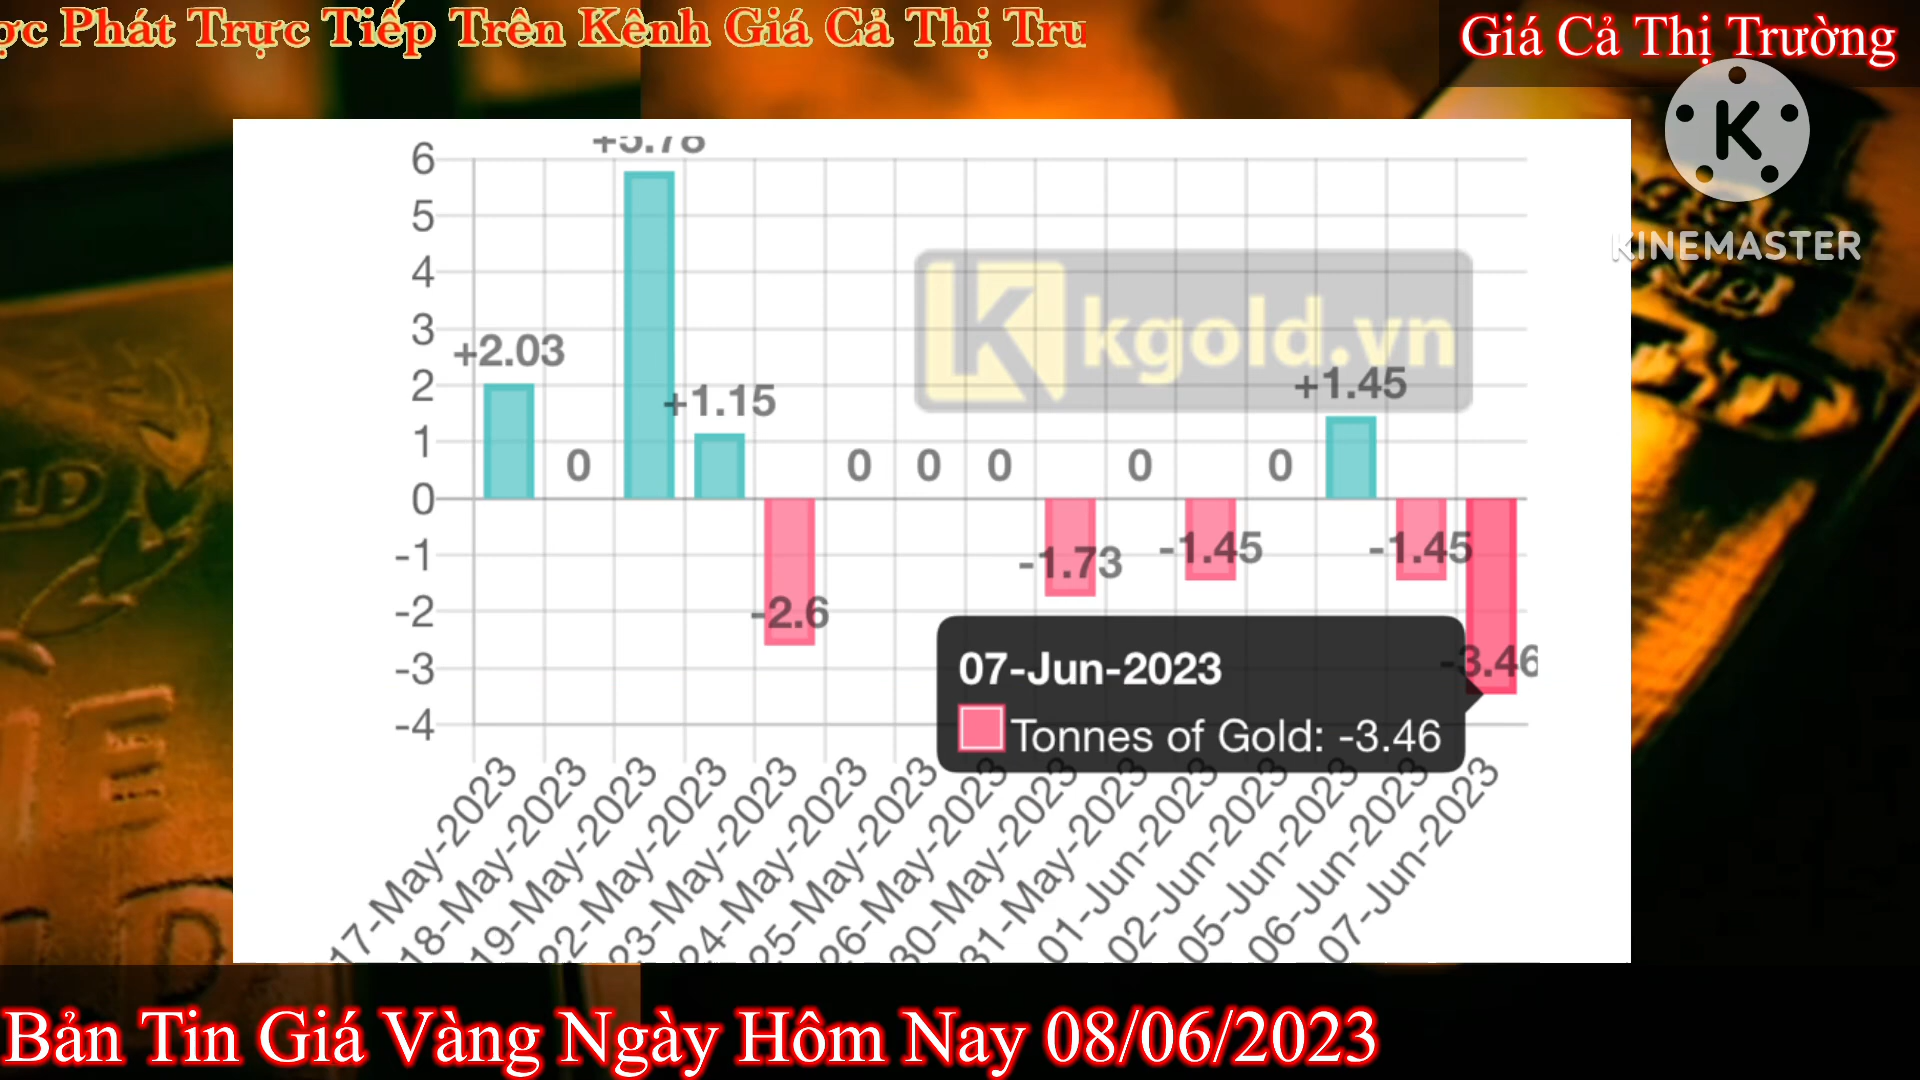 Phát Trực Tiếp Trên Kênh Giá Cả Thị
Giá Cả Thị Trường
K
KINEMASTER
6
5
4
3
2
1
0
-1
-2
-3
-4
+2.03
0
+5.78
+1.15
-2.6
0
0
0
-1.73
0
-1.45
0
+1.45
-1.45
-3.46
kgold.vn
07-Jun-2023
Tonnes of Gold: -3.46
17-May-2023
18-May-2023
19-May-2023
22-May-2023
23-May-2023
24-May-2023
25-May-2023
26-May-2023
30-May-2023
31-May-2023
01-Jun-2023
02-Jun-2023
05-Jun-2023
06-Jun-2023
07-Jun-2023
Bản Tin Giá Vàng Ngày Hôm Nay 08/06/2023